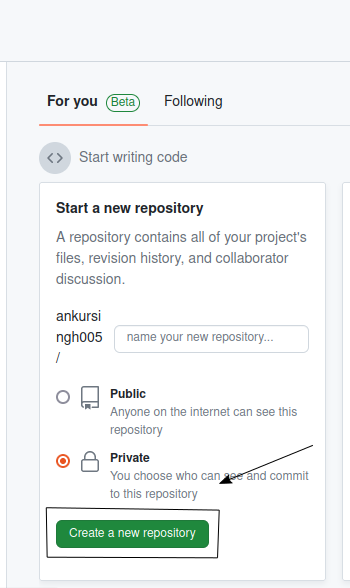 For you Beta Following
<> Start writing code
Start a new repository
A repository contains all of your project's
files, revision history, and collaborator
discussion.
ankursi
ngh005
/
name your new repository...
Public
Anyone on the internet can see this
repository
Private
You choose who can see and commit
to this repository
Create a new repository